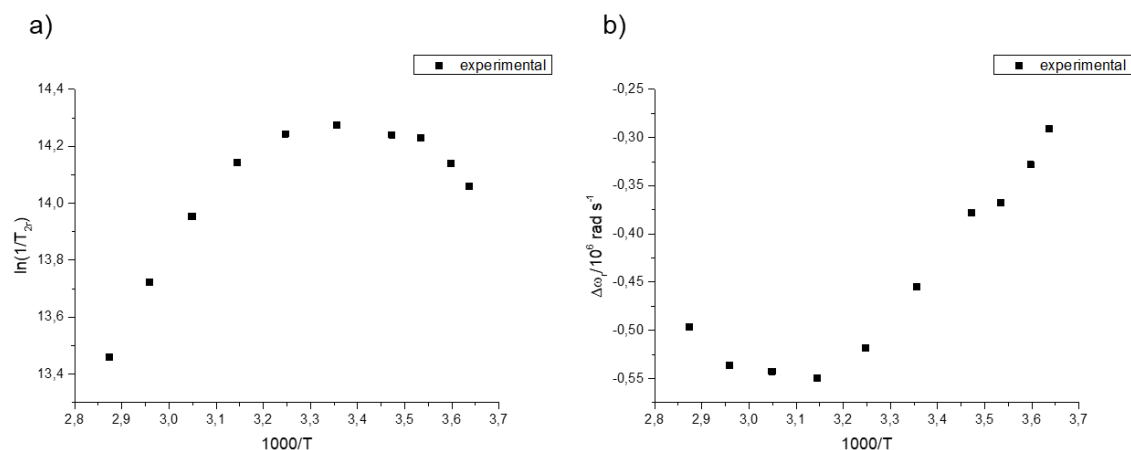 a)
experimental
14,4
14,2
14,0
13,8
13,6
13,4
ln(1/T2r)
2,8 2,9 3,0 3,1 3,2 3,3 3,4 3,5 3,6 3,7
1000/T
b)
experimental
-0,25
-0,30
-0,35
-0,40
-0,45
-0,50
-0,55
Δωr/10⁶ rad s⁻¹
2,8 2,9 3,0 3,1 3,2 3,3 3,4 3,5 3,6 3,7
1000/T